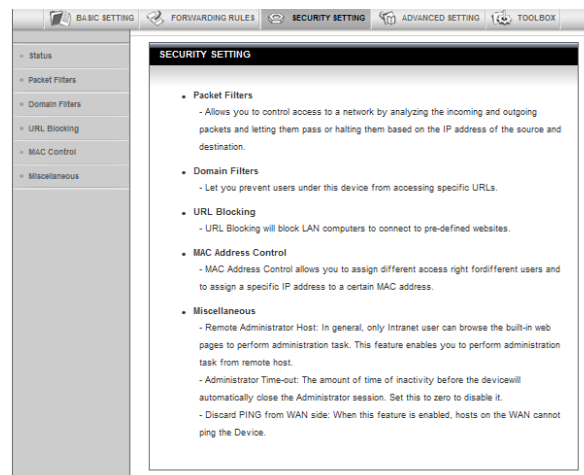 BASIC SETTING FORWARDING RULES SECURITY SETTING ADVANCED SETTING TOOLBOX
Status
Packet Filters
Domain Filters
URL Blocking
MAC Control
Miscellaneous
SECURITY SETTING
Packet Filters
- Allows you to control access to a network by analyzing the incoming and outgoing
packets and letting them pass or halting them based on the IP address of the source and
destination.
Domain Filters
- Let you prevent users under this device from accessing specific URLs.
URL Blocking
- URL Blocking will block LAN computers to connect to pre-defined websites.
MAC Address Control
- MAC Address Control allows you to assign different access right fordifferent users and
to assign a specific IP address to a certain MAC address.
Miscellaneous
- Remote Administrator Host: In general, only Intranet user can browse the built-in web
pages to perform administration task. This feature enables you to perform administration
task from remote host.
- Administrator Time-out: The amount of time of inactivity before the devicewill
automatically close the Administrator session. Set this to zero to disable it.
- Discard PING from WAN side: When this feature is enabled, hosts on the WAN cannot
ping the Device.